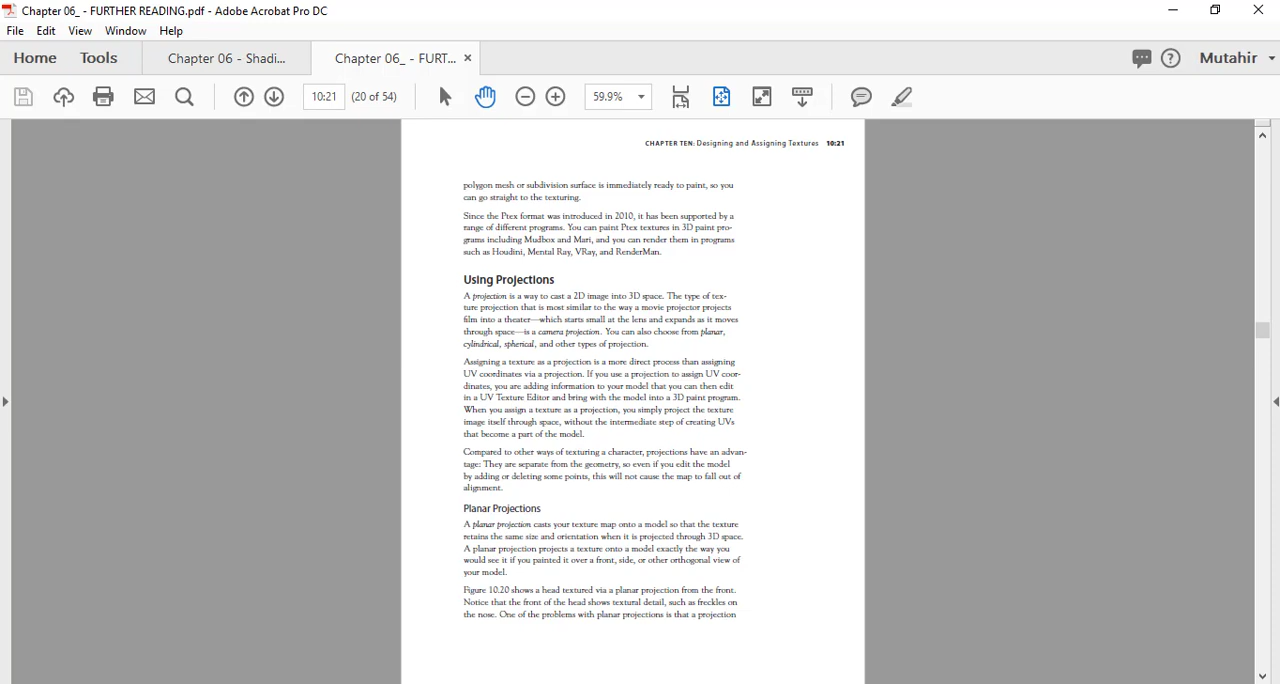 Chapter 06_ - FURTHER READING.pdf - Adobe Acrobat Pro DC
File Edit View Window Help
Home Tools Chapter 06 - Shadi... Chapter 06_ - FURT... × Mutahir
10:21 (20 of 54) 59.9%
CHAPTER TEN: Designing and Assigning Textures 10:21
polygon mesh or subdivision surface is immediately ready to paint, so you
can go straight to the texturing.
Since the Ptex format was introduced in 2010, it has been supported by a
range of different programs. You can paint Ptex textures in 3D paint pro-
grams including Mudbox and Mari, and you can render them in programs
such as Houdini, Mental Ray, VRay, and RenderMan.
Using Projections
A projection is a way to cast a 2D image into 3D space. The type of tex-
ture projection that is most similar to the way a movie projector projects
film into a theater—which starts small at the lens and expands as it moves
through space—is a camera projection. You can also choose from planar,
cylindrical, spherical, and other types of projection.
Assigning a texture as a projection is a more direct process than assigning
UV coordinates via a projection. If you use a projection to assign UV coor-
dinates, you are adding information to your model that you can then edit
in a UV Texture Editor and bring with the model into a 3D paint program.
When you assign a texture as a projection, you simply project the texture
image itself through space, without the intermediate step of creating UVs
that become a part of the model.
Compared to other ways of texturing a character, projections have an advan-
tage: They are separate from the geometry, so even if you edit the model
by adding or deleting some points, this will not cause the map to fall out of
alignment.
Planar Projections
A planar projection casts your texture map onto a model so that the texture
retains the same size and orientation when it is projected through 3D space.
A planar projection projects a texture onto a model exactly the way you
would see it if you painted it over a front, side, or other orthogonal view of
your model.
Figure 10.20 shows a head textured via a planar projection from the front.
Notice that the front of the head shows textural detail, such as freckles on
the nose. One of the problems with planar projections is that a projection